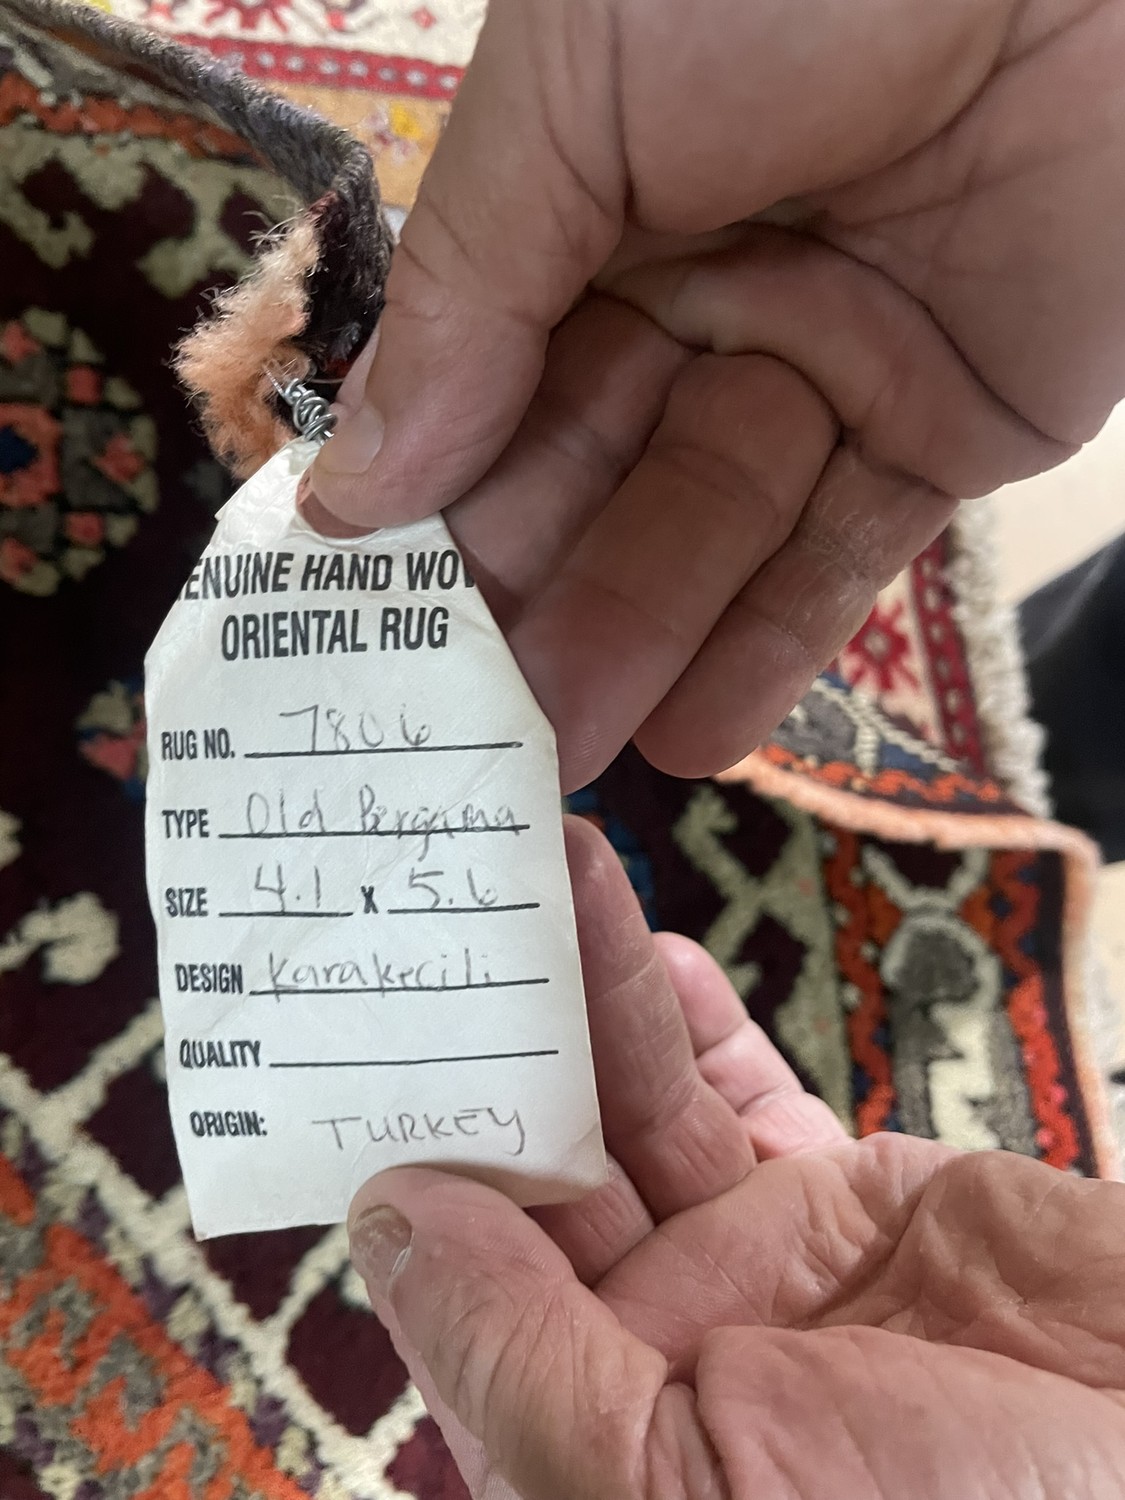 ENUINE HAND WOV
ORIENTAL RUG
RUG NO. 7806
TYPE Old Bergama
SIZE 4.1 X 5.6
DESIGN Karakecili
QUALITY
ORIGIN: TURKEY